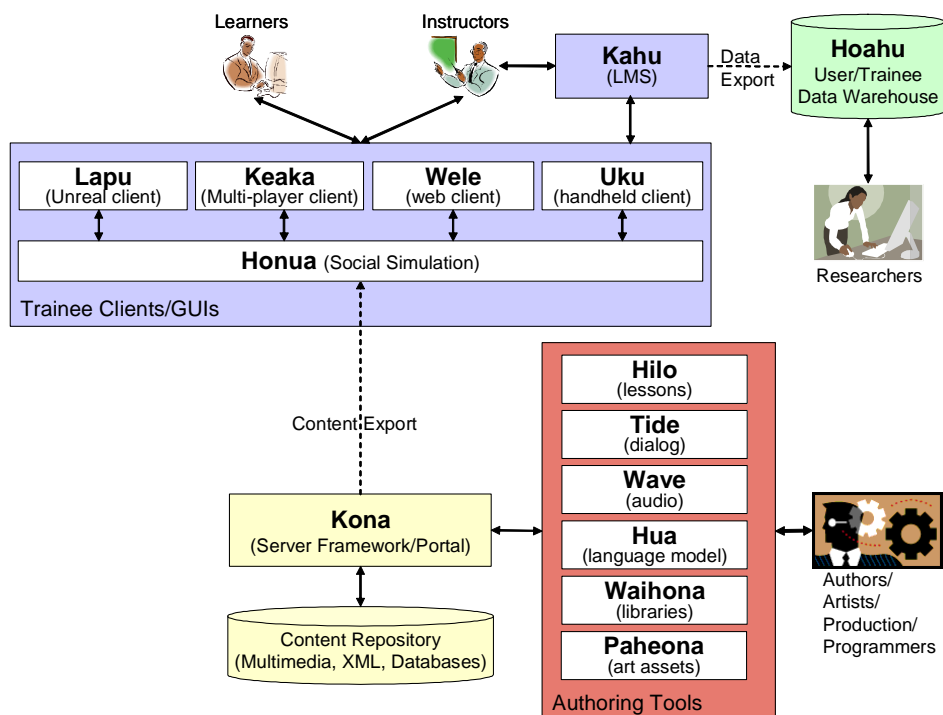 Learners
Instructors
Kahu
(LMS)
Data
Export
Hoahu
User/Trainee
Data Warehouse
Lapu
(Unreal client)
Keaka
(Multi-player client)
Wele
(web client)
Uku
(handheld client)
Honua (Social Simulation)
Trainee Clients/GUIs
Researchers
Content Export
Hilo
(lessons)
Tide
(dialog)
Wave
(audio)
Hua
(language model)
Waihona
(libraries)
Paheona
(art assets)
Authoring Tools
Kona
(Server Framework/Portal)
Content Repository
(Multimedia, XML, Databases)
Authors/
Artists/
Production/
Programmers